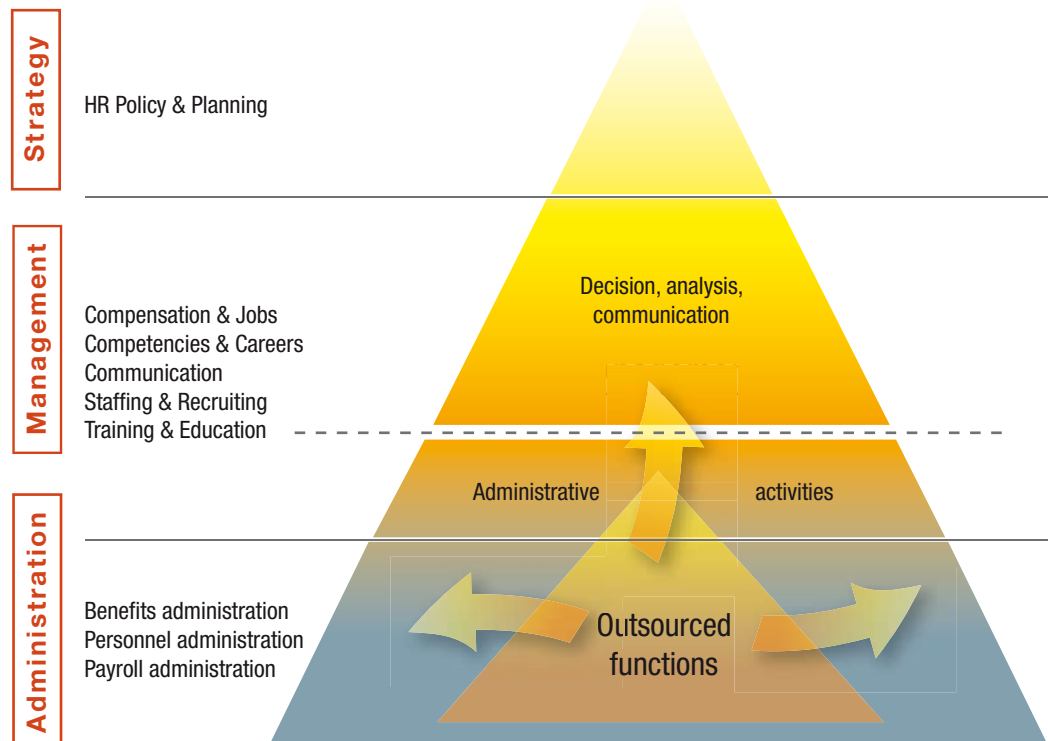 Strategy
HR Policy & Planning
Management
Decision, analysis,
communication
Compensation & Jobs
Competencies & Careers
Communication
Staffing & Recruiting
Training & Education
Administrative activities
Administration
Benefits administration
Personnel administration
Payroll administration
Outsourced
functions